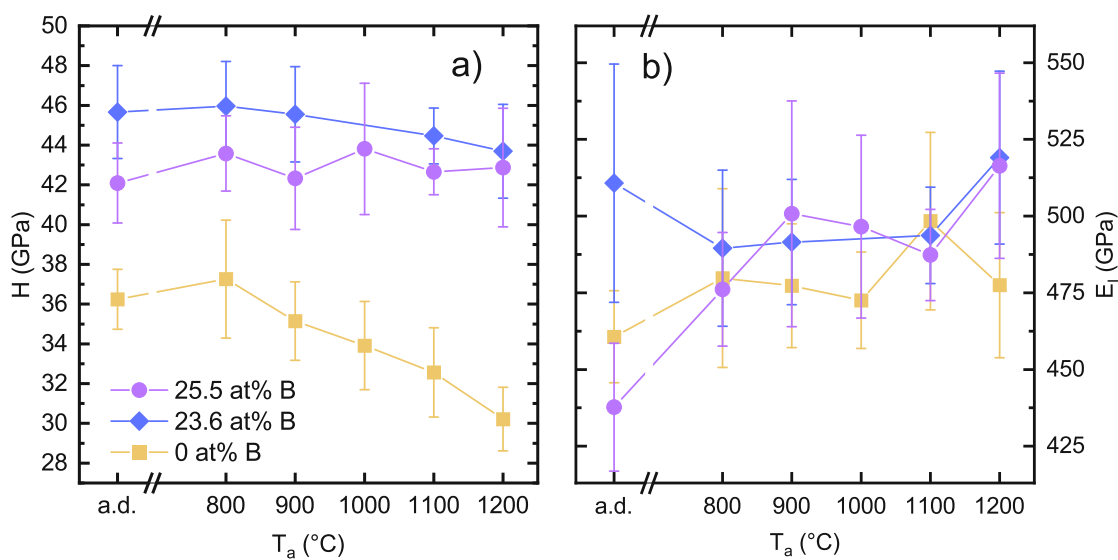 50
48
46
44
42
40
38
36
34
32
30
28
H (GPa)
a)
25.5 at% B
23.6 at% B
0 at% B
a.d. 800 900 1000 1100 1200
T_a (°C)
b)
550
525
500
475
450
425
E_I (GPa)
a.d. 800 900 1000 1100 1200
T_a (°C)